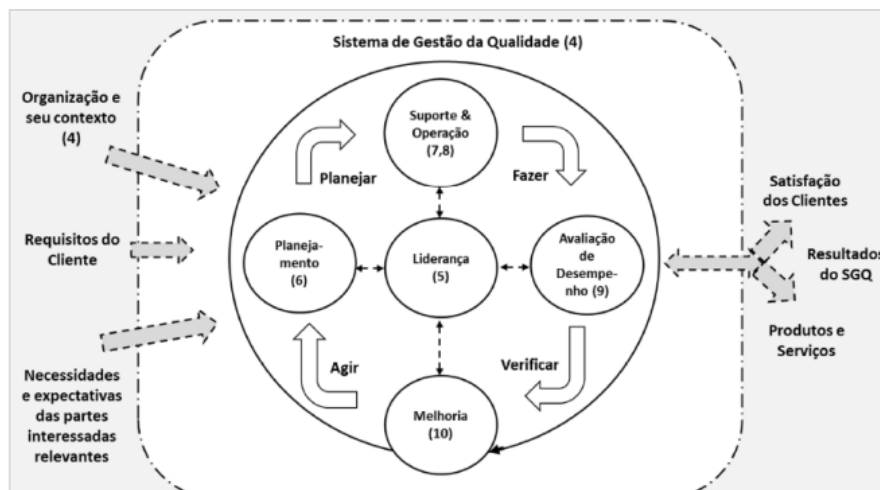 Sistema de Gestão da Qualidade (4)
Organização e
seu contexto
(4)
Requisitos do
Cliente
Necessidades
e expectativas
das partes
interessadas
relevantes
Suporte &
Operação
(7,8)
Planejar
Fazer
Planeja-
mento
(6)
Liderança
(5)
Avaliação
de
Desempe-
nho (9)
Agir
Verificar
Melhoria
(10)
Satisfação
dos Clientes
Resultados
do SGQ
Produtos e
Serviços